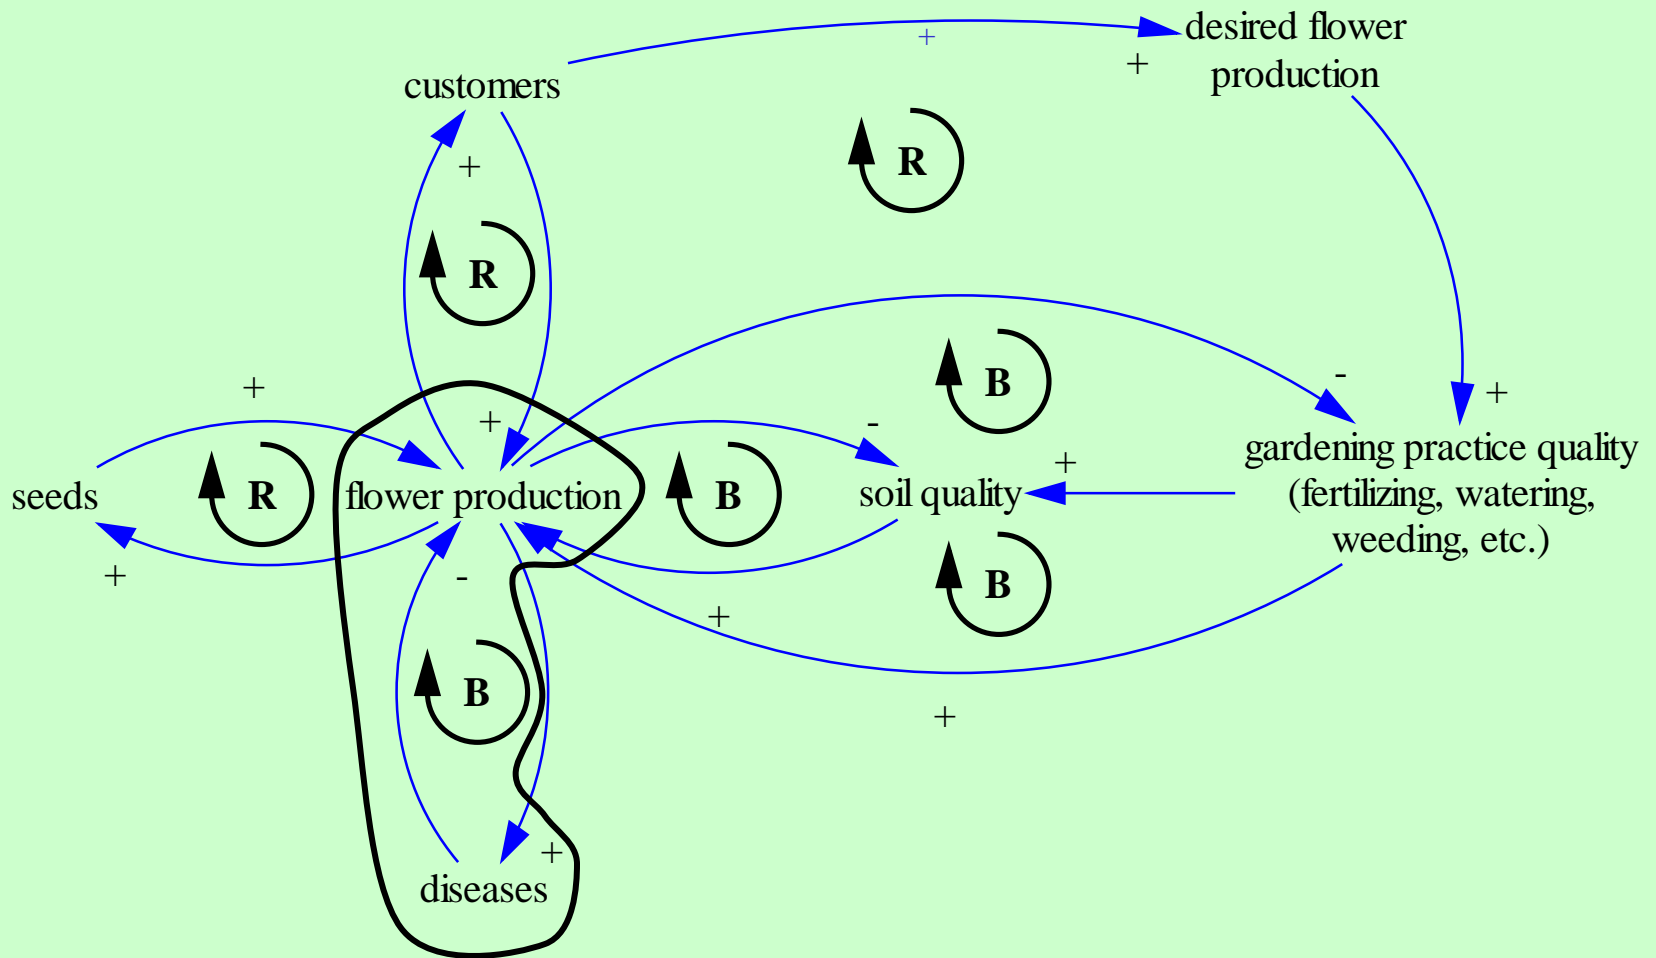 desired flower
production
+
+
customers
R
+
R
+
-
B
+
+
-
gardening practice quality
(fertilizing, watering,
weeding, etc.)
+
soil quality
seeds
R
flower production
B
+
-
B
+
+
B
+
diseases